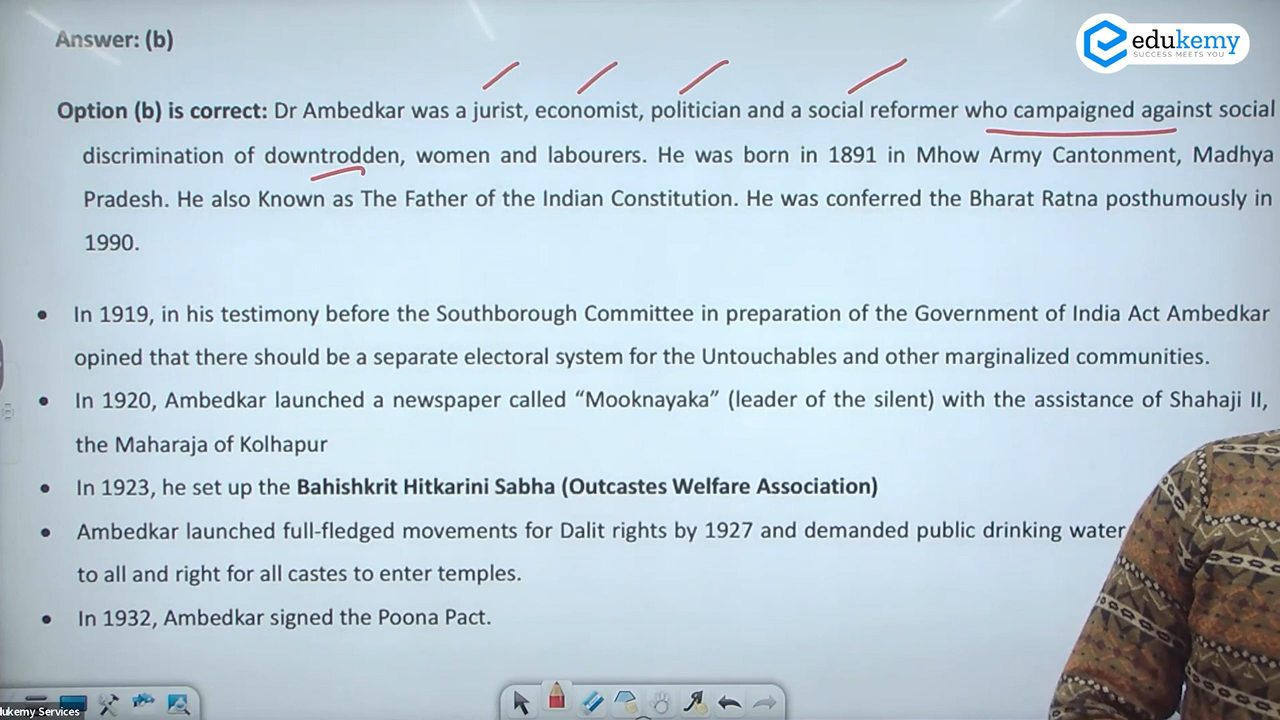 Answer: (b)
edukemy
SUCCESS MEETS YOU
Option (b) is correct: Dr Ambedkar was a jurist, economist, politician and a social reformer who campaigned against social
discrimination of downtrodden, women and labourers. He was born in 1891 in Mhow Army Cantonment, Madhya
Pradesh. He also Known as The Father of the Indian Constitution. He was conferred the Bharat Ratna posthumously in
1990.
• In 1919, in his testimony before the Southborough Committee in preparation of the Government of India Act Ambedkar
opined that there should be a separate electoral system for the Untouchables and other marginalized communities.
• In 1920, Ambedkar launched a newspaper called “Mooknayaka” (leader of the silent) with the assistance of Shahaji II,
the Maharaja of Kolhapur
• In 1923, he set up the Bahishkrit Hitkarini Sabha (Outcastes Welfare Association)
• Ambedkar launched full-fledged movements for Dalit rights by 1927 and demanded public drinking water
to all and right for all castes to enter temples.
• In 1932, Ambedkar signed the Poona Pact.
dukemy Services